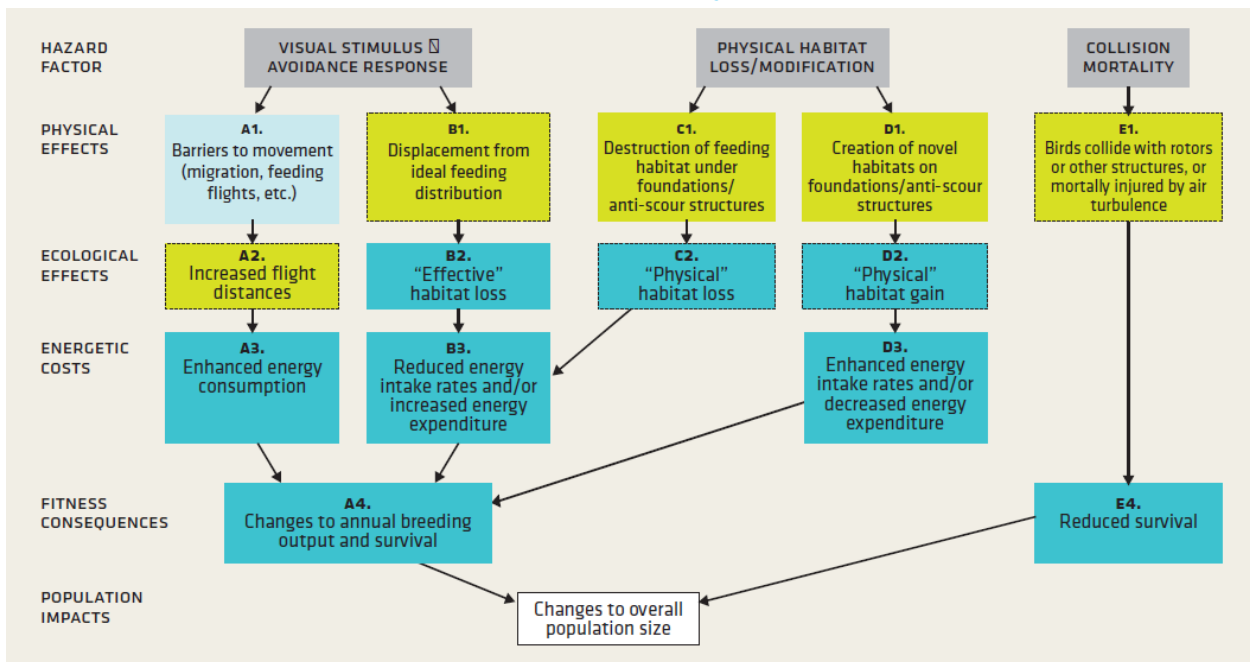 HAZARD
FACTOR
VISUAL STIMULUS
AVOIDANCE RESPONSE
PHYSICAL HABITAT
LOSS/MODIFICATION
COLLISION
MORTALITY
PHYSICAL
EFFECTS
A1.
Barriers to movement
(migration, feeding
flights, etc.)
B1.
Displacement from
ideal feeding
distribution
C1.
Destruction of feeding
habitat under
foundations/
anti-scour structures
D1.
Creation of novel
habitats on
foundations/anti-scour
structures
E1.
Birds collide with rotors
or other structures, or
mortally injured by air
turbulence
ECOLOGICAL
EFFECTS
A2.
Increased flight
distances
B2.
“Effective”
habitat loss
C2.
“Physical”
habitat loss
D2.
“Physical”
habitat gain
ENERGETIC
COSTS
A3.
Enhanced energy
consumption
B3.
Reduced energy
intake rates and/or
increased energy
expenditure
D3.
Enhanced energy
intake rates and/or
decreased energy
expenditure
FITNESS
CONSEQUENCES
A4.
Changes to annual breeding
output and survival
E4.
Reduced survival
POPULATION
IMPACTS
Changes to overall
population size